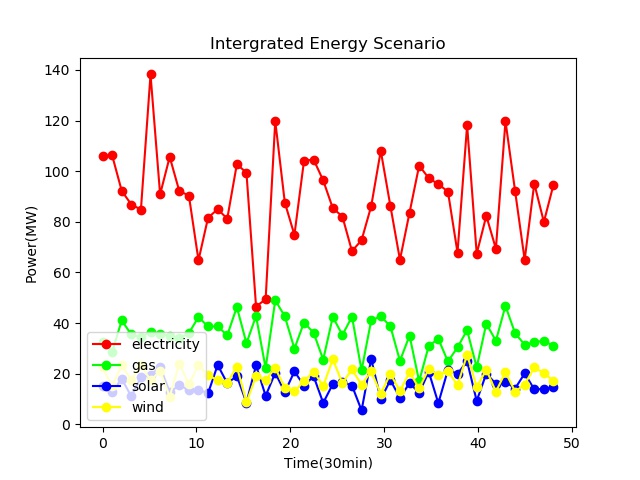 Intergrated Energy Scenario
Power(MW)
140
120
100
80
60
40
20
0
electricity
gas
solar
wind
0 10 20 30 40 50
Time(30min)